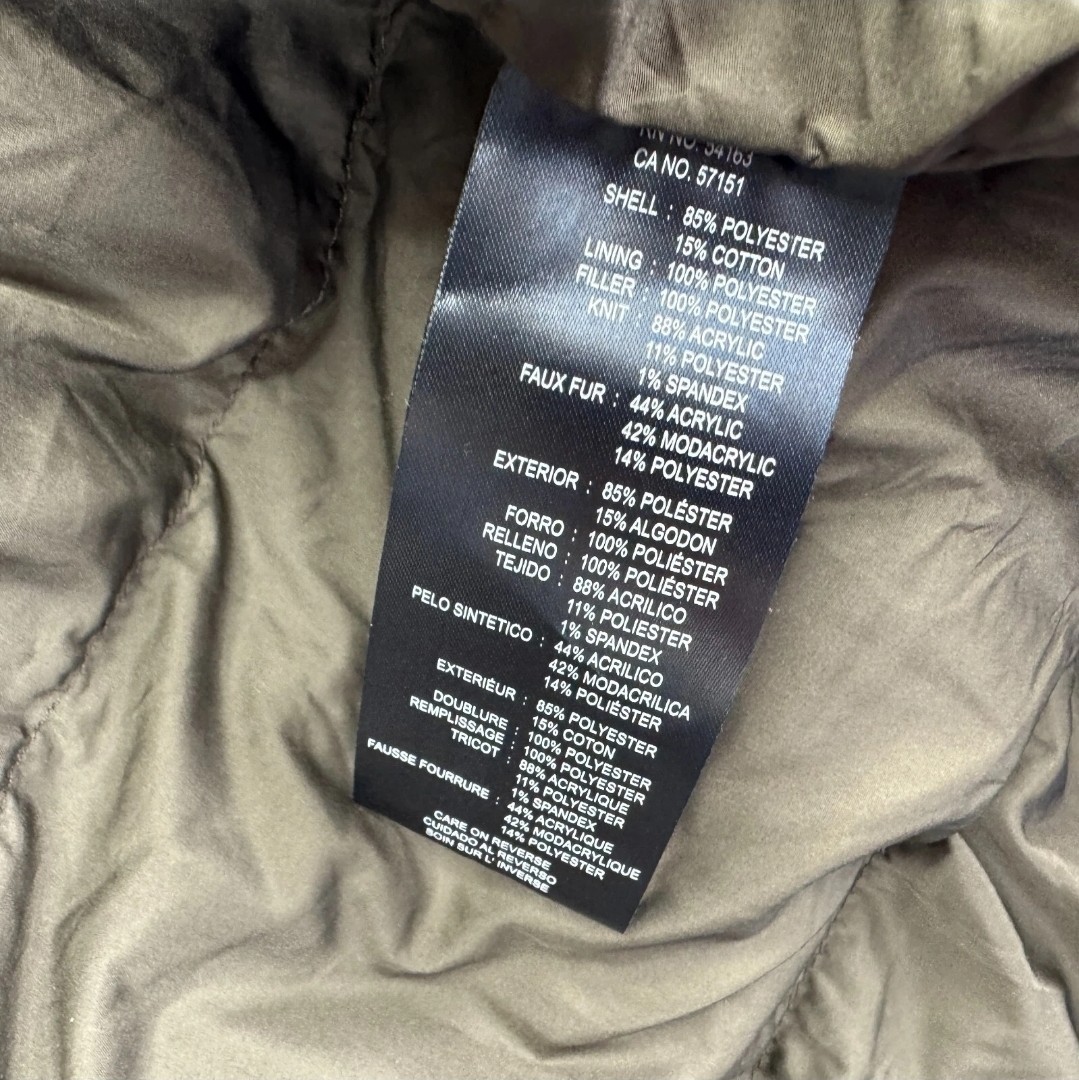 RN NO. 54163
CA NO. 57151
SHELL : 85% POLYESTER
15% COTTON
LINING : 100% POLYESTER
FILLER : 100% POLYESTER
KNIT : 88% ACRYLIC
11% POLYESTER
1% SPANDEX
FAUX FUR : 44% ACRYLIC
42% MODACRYLIC
14% POLYESTER
EXTERIOR : 85% POLÉSTER
15% ALGODON
FORRO : 100% POLIÉSTER
RELLENO : 100% POLIÉSTER
TEJIDO : 88% ACRILICO
11% POLIESTER
1% SPANDEX
PELO SINTETICO : 44% ACRILICO
42% MODACRILICA
14% POLIÉSTER
EXTERIÉUR : 85% POLYESTER
15% COTON
DOUBLURE : 100% POLYESTER
REMPLISSAGE : 100% POLYESTER
TRICOT : 88% ACRYLIQUE
11% POLYESTER
1% SPANDEX
FAUSSE FOURRURE : 44% ACRYLIQUE
42% MODACRYLIQUE
14% POLYESTER
CARE ON REVERSE
CUIDADO AL REVERSO
SOIN SUR L' INVERSE